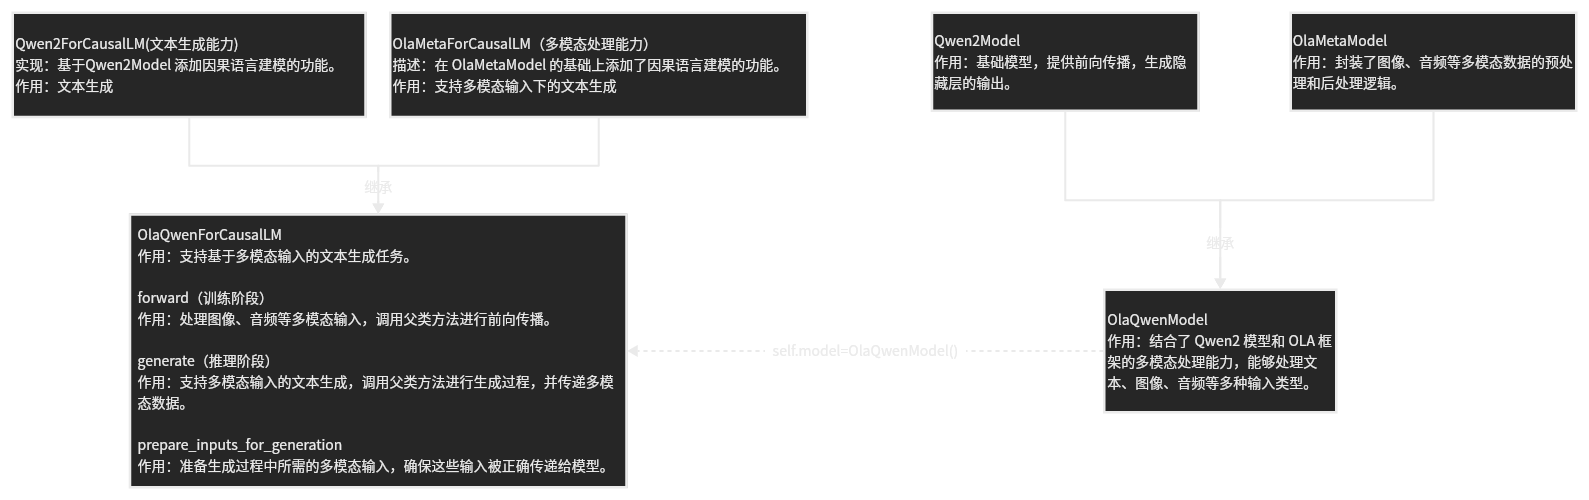 Qwen2ForCausalLM(文本生成能力)
实现：基于Qwen2Model 添加因果语言建模的功能。
作用：文本生成
OlaMetaForCausalLM（多模态处理能力）
描述：在 OlaMetaModel 的基础上添加了因果语言建模的功能。
作用：支持多模态输入下的文本生成
Qwen2Model
作用：基础模型，提供前向传播，生成隐
藏层的输出。
OlaMetaModel
作用：封装了图像、音频等多模态数据的预处
理和后处理逻辑。
继承
继承
OlaQwenForCausalLM
作用：支持基于多模态输入的文本生成任务。
forward（训练阶段）
作用：处理图像、音频等多模态输入，调用父类方法进行前向传播。
generate（推理阶段）
作用：支持多模态输入的文本生成，调用父类方法进行生成过程，并传递多模
态数据。
prepare_inputs_for_generation
作用：准备生成过程中所需的多模态输入，确保这些输入被正确传递给模型。
self.model=OlaQwenModel()
OlaQwenModel
作用：结合了 Qwen2 模型和 OLA 框
架的多模态处理能力，能够处理文
本、图像、音频等多种输入类型。